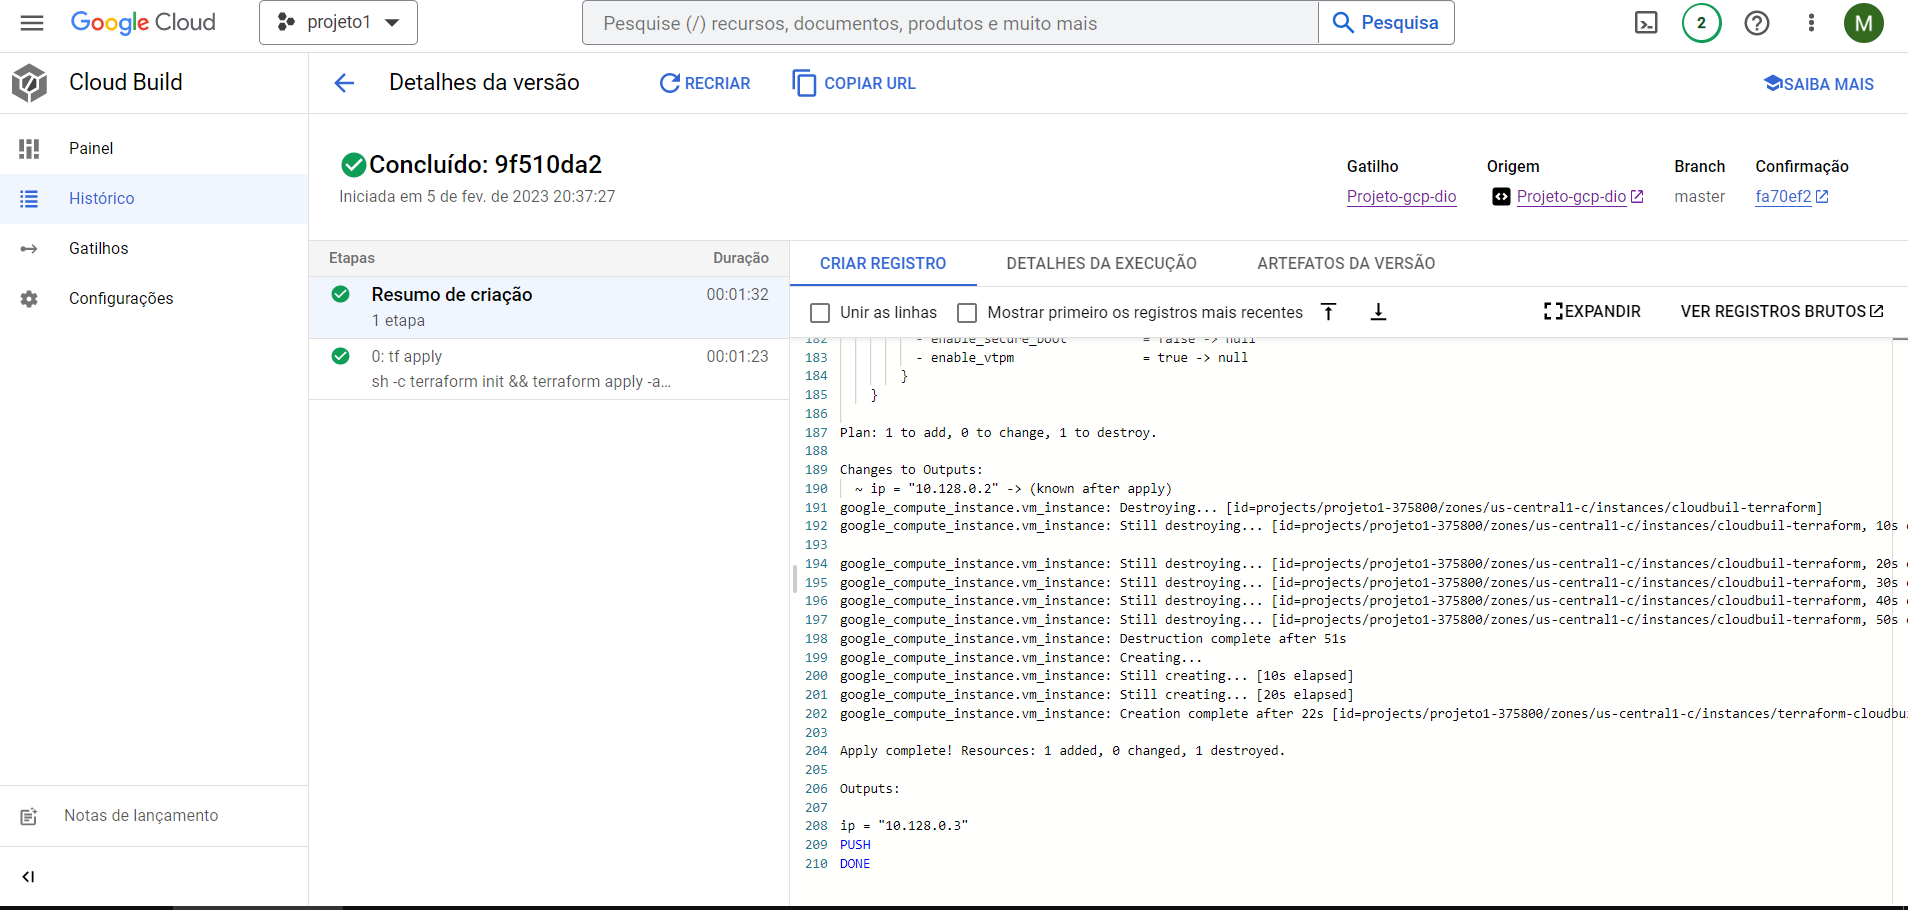 Google Cloud
projeto1
Pesquise (/) recursos, documentos, produtos e muito mais
Pesquisa
2
M
Cloud Build
Detalhes da versão
RECRIAR
COPIAR URL
SAIBA MAIS
Painel
Histórico
Gatilhos
Configurações
Notas de lançamento
Concluído: 9f510da2
Iniciada em 5 de fev. de 2023 20:37:27
Gatilho Origem Branch Confirmação
Projeto-gcp-dio Projeto-gcp-dio master fa70ef2
Etapas Duração
Resumo de criação 00:01:32
1 etapa
0: tf apply 00:01:23
sh -c terraform init && terraform apply -a...
CRIAR REGISTRO DETALHES DA EXECUÇÃO ARTEFATOS DA VERSÃO
Unir as linhas Mostrar primeiro os registros mais recentes EXPANDIR VER REGISTROS BRUTOS
182 - enable_secure_boot = false -> null
183 - enable_vtpm = true -> null
184 }
185 }
186
187 Plan: 1 to add, 0 to change, 1 to destroy.
188
189 Changes to Outputs:
190 ~ ip = "10.128.0.2" -> (known after apply)
191 google_compute_instance.vm_instance: Destroying... [id=projects/projeto1-375800/zones/us-central1-c/instances/cloudbuil-terraform]
192 google_compute_instance.vm_instance: Still destroying... [id=projects/projeto1-375800/zones/us-central1-c/instances/cloudbuil-terraform, 10s
193
194 google_compute_instance.vm_instance: Still destroying... [id=projects/projeto1-375800/zones/us-central1-c/instances/cloudbuil-terraform, 20s
195 google_compute_instance.vm_instance: Still destroying... [id=projects/projeto1-375800/zones/us-central1-c/instances/cloudbuil-terraform, 30s
196 google_compute_instance.vm_instance: Still destroying... [id=projects/projeto1-375800/zones/us-central1-c/instances/cloudbuil-terraform, 40s
197 google_compute_instance.vm_instance: Still destroying... [id=projects/projeto1-375800/zones/us-central1-c/instances/cloudbuil-terraform, 50s
198 google_compute_instance.vm_instance: Destruction complete after 51s
199 google_compute_instance.vm_instance: Creating...
200 google_compute_instance.vm_instance: Still creating... [10s elapsed]
201 google_compute_instance.vm_instance: Still creating... [20s elapsed]
202 google_compute_instance.vm_instance: Creation complete after 22s [id=projects/projeto1-375800/zones/us-central1-c/instances/terraform-cloudbu
203
204 Apply complete! Resources: 1 added, 0 changed, 1 destroyed.
205
206 Outputs:
207
208 ip = "10.128.0.3"
209 PUSH
210 DONE